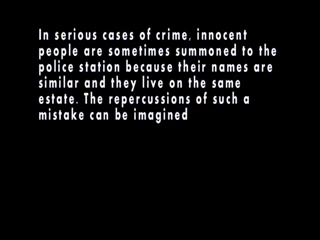 In serious cases of crime, innocent
people are sometimes summoned to the
police station because their names are
similar and they live on the same
estate. The repercussions of such a
mistake can be imagined